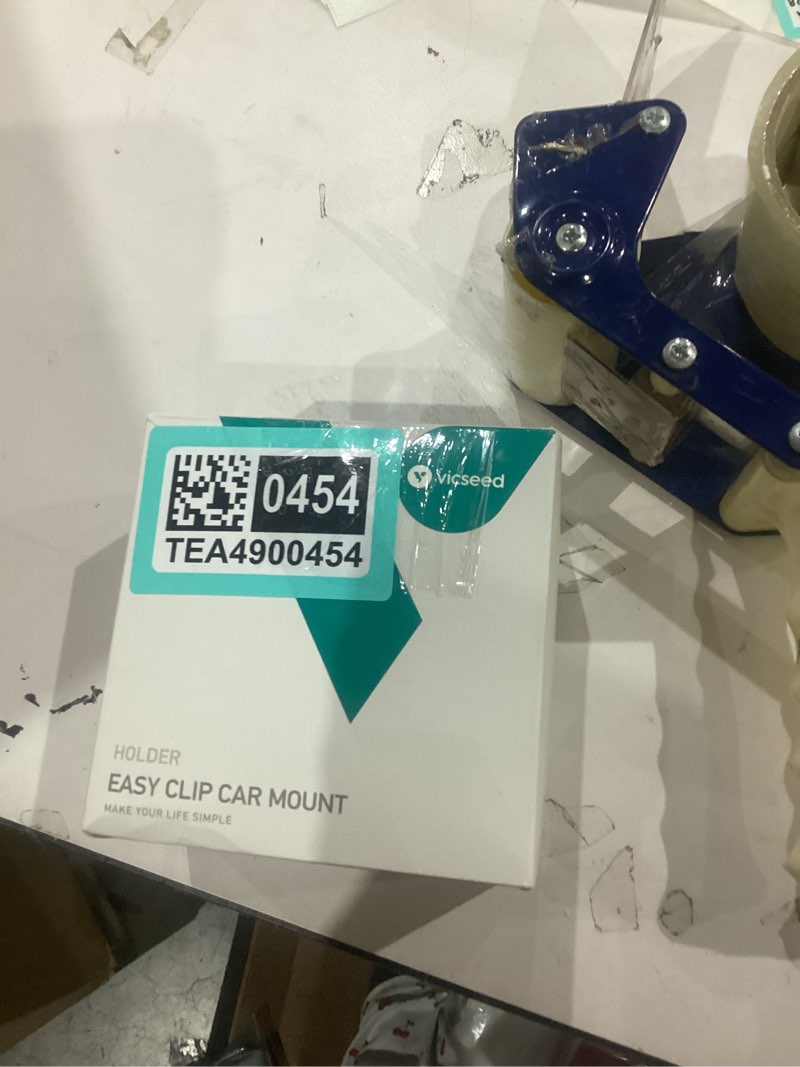 0454
TEA4900454
vicseed
HOLDER
EASY CLIP CAR MOUNT
MAKE YOUR LIFE SIMPLE